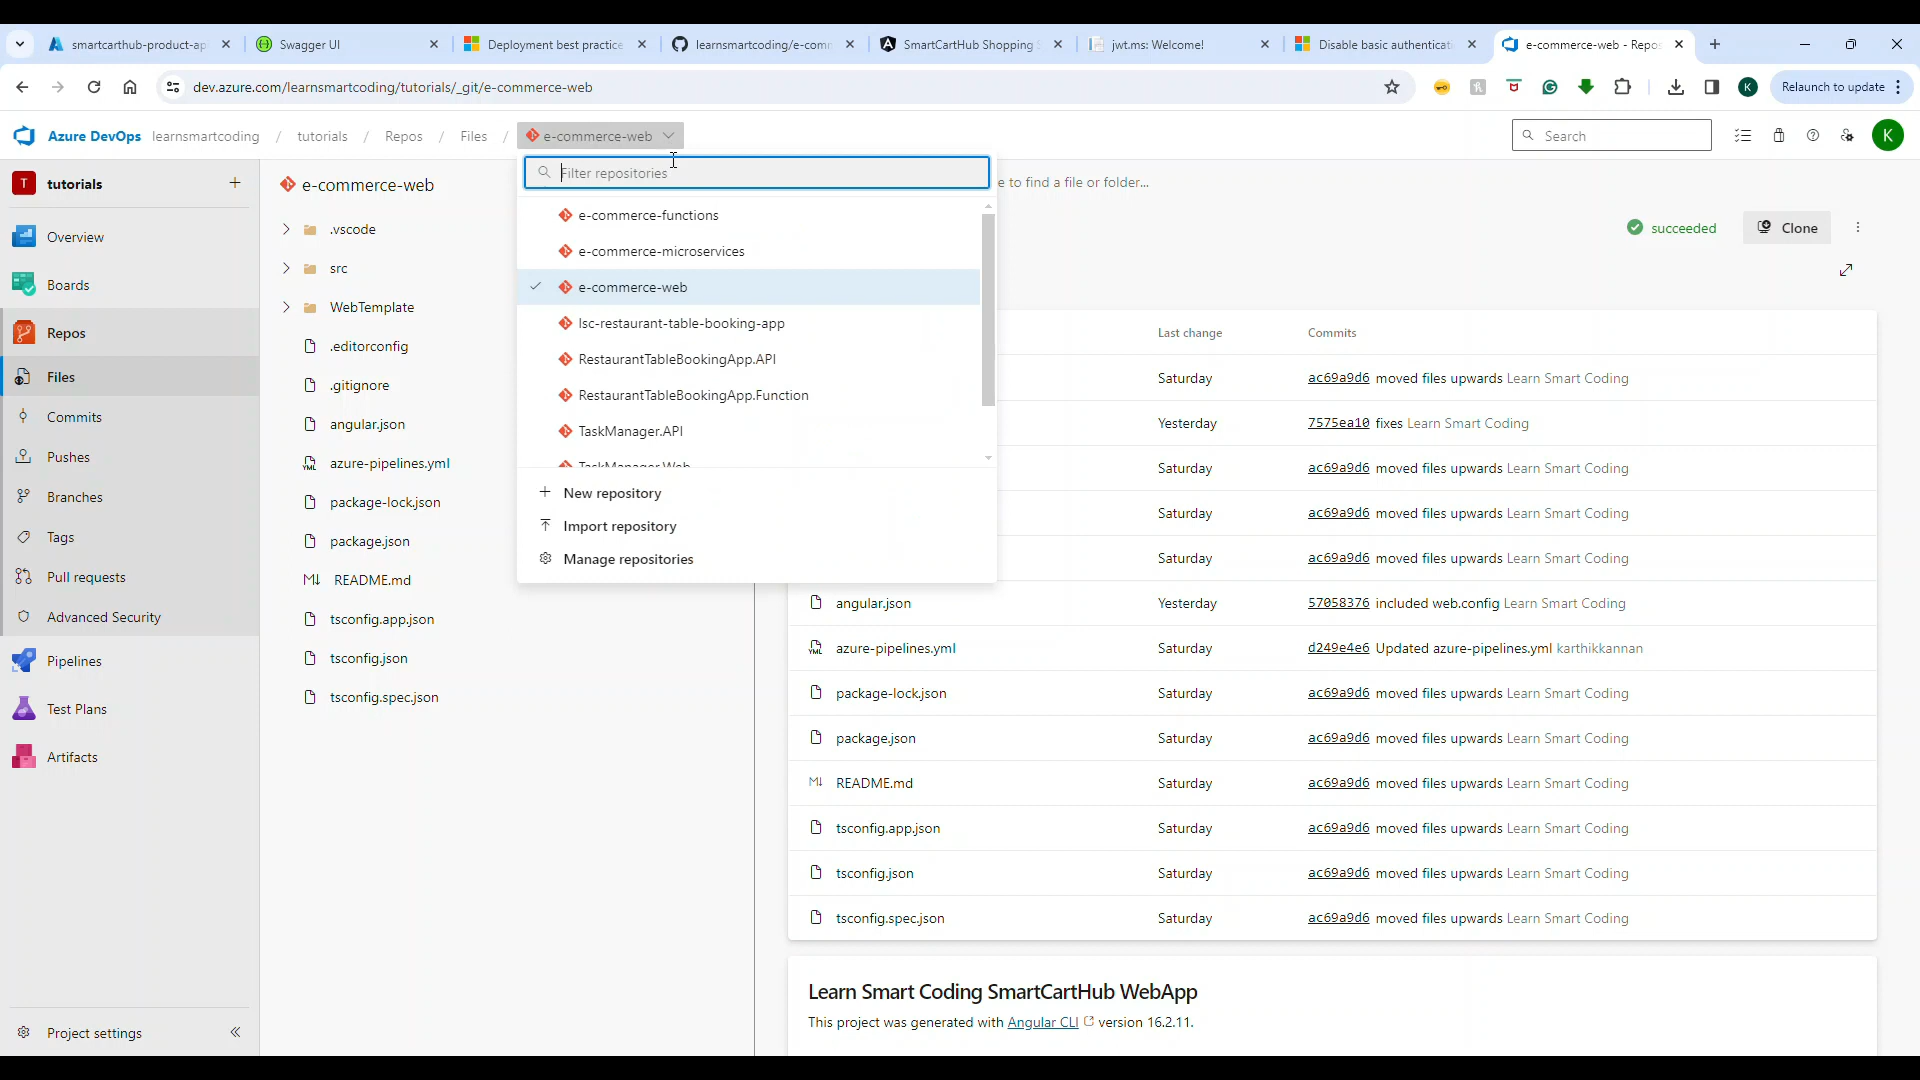 smartcarthub-product-ap
Swagger UI
Deployment best practice
learnsmartcoding/e-comm
SmartCartHub Shopping S
jwt.ms: Welcome!
Disable basic authenticati
e-commerce-web - Repo
dev.azure.com/learnsmartcoding/tutorials/_git/e-commerce-web
K
Relaunch to update
Azure DevOps
learnsmartcoding / tutorials / Repos / Files / e-commerce-web
Search
K
T tutorials
Overview
Boards
Repos
Files
Commits
Pushes
Branches
Tags
Pull requests
Advanced Security
Pipelines
Test Plans
Artifacts
Project settings
e-commerce-web
.vscode
src
WebTemplate
.editorconfig
.gitignore
angular.json
YML azure-pipelines.yml
package-lock.json
package.json
M↓ README.md
tsconfig.app.json
tsconfig.json
tsconfig.spec.json
Filter repositories
e-commerce-functions
e-commerce-microservices
e-commerce-web
lsc-restaurant-table-booking-app
RestaurantTableBookingApp.API
RestaurantTableBookingApp.Function
TaskManager.API
TaskManager.Web
New repository
Import repository
Manage repositories
e to find a file or folder...
succeeded
Clone
Last change Commits
Saturday ac69a9d6 moved files upwards Learn Smart Coding
Yesterday 7575ea10 fixes Learn Smart Coding
Saturday ac69a9d6 moved files upwards Learn Smart Coding
Saturday ac69a9d6 moved files upwards Learn Smart Coding
Saturday ac69a9d6 moved files upwards Learn Smart Coding
angular.json Yesterday 57058376 included web.config Learn Smart Coding
YML azure-pipelines.yml Saturday d249e4e6 Updated azure-pipelines.yml karthikkannan
package-lock.json Saturday ac69a9d6 moved files upwards Learn Smart Coding
package.json Saturday ac69a9d6 moved files upwards Learn Smart Coding
M↓ README.md Saturday ac69a9d6 moved files upwards Learn Smart Coding
tsconfig.app.json Saturday ac69a9d6 moved files upwards Learn Smart Coding
tsconfig.json Saturday ac69a9d6 moved files upwards Learn Smart Coding
tsconfig.spec.json Saturday ac69a9d6 moved files upwards Learn Smart Coding
Learn Smart Coding SmartCartHub WebApp
This project was generated with Angular CLI version 16.2.11.